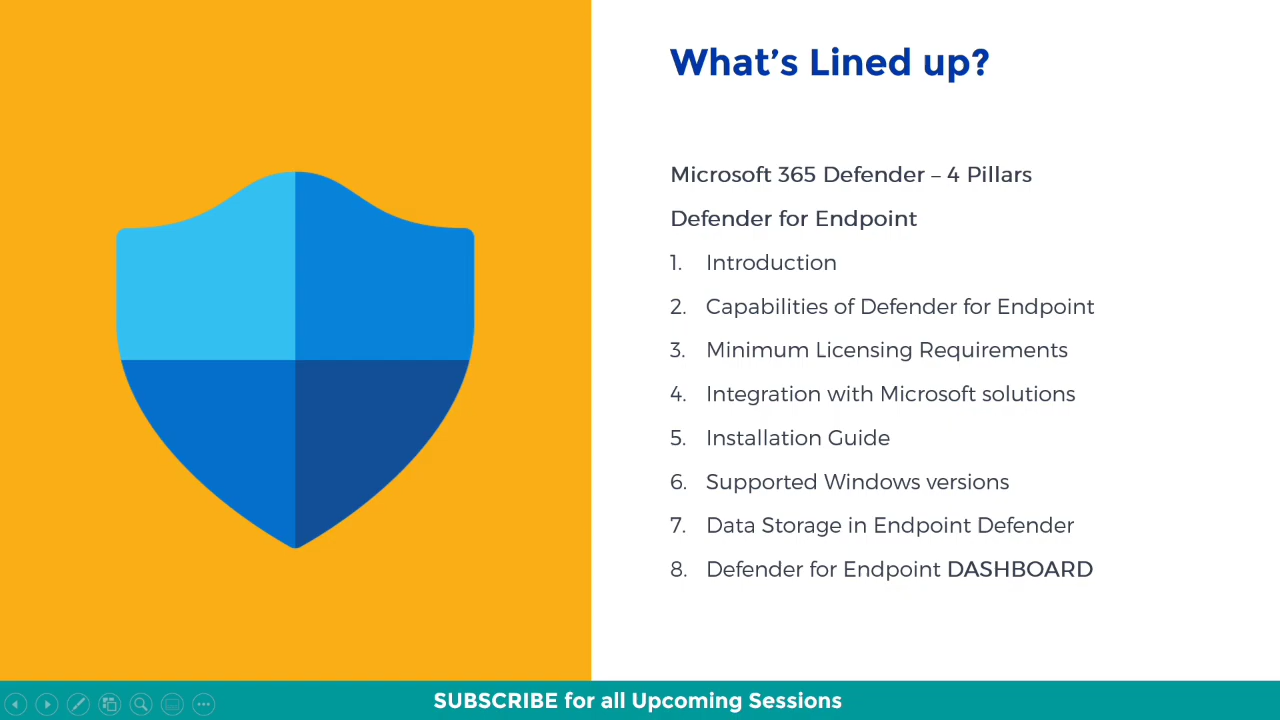 What’s Lined up?
Microsoft 365 Defender – 4 Pillars
Defender for Endpoint
1. Introduction
2. Capabilities of Defender for Endpoint
3. Minimum Licensing Requirements
4. Integration with Microsoft solutions
5. Installation Guide
6. Supported Windows versions
7. Data Storage in Endpoint Defender
8. Defender for Endpoint DASHBOARD
SUBSCRIBE for all Upcoming Sessions